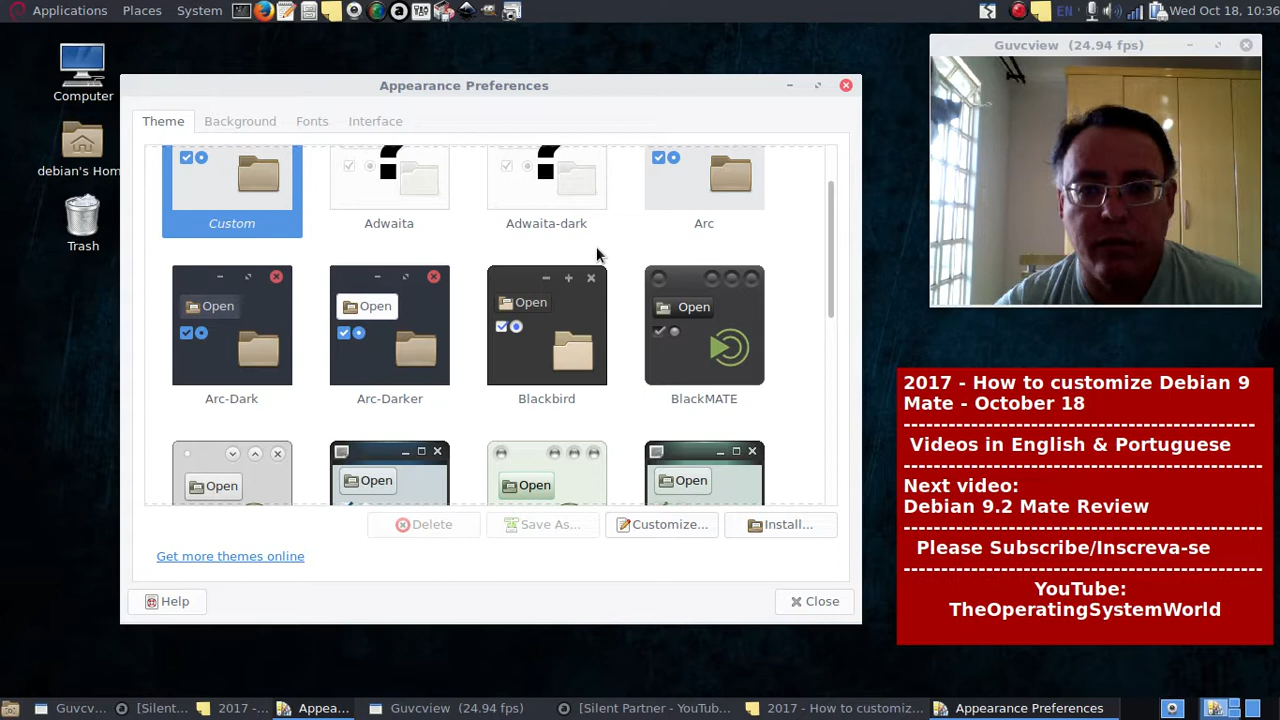 Applications Places System EN Wed Oct 18, 10:36
Guvcview (24.94 fps)
Computer
debian's Hom
Trash
Appearance Preferences
Theme Background Fonts Interface
Custom Adwaita Adwaita-dark Arc
Open Open Open Open
Arc-Dark Arc-Darker Blackbird BlackMATE
Open Open Open Open
Delete Save As... Customize... Install...
Get more themes online
Help Close
2017 - How to customize Debian 9
Mate - October 18
-----------------------------------------
Videos in English & Portuguese
------------------------------------------
Next video:
Debian 9.2 Mate Review
------------------------------------------
Please Subscribe/Inscreva-se
------------------------------------------
YouTube:
TheOperatingSystemWorld
Guvcv... [Silent... 2017 -... Appea... Guvcview (24.94 fps) [Silent Partner - YouTub... 2017 - How to customiz... Appearance Preferences